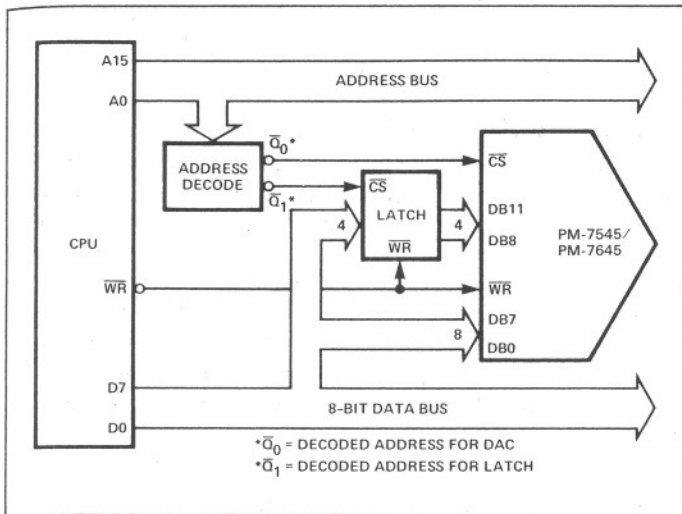 A15
ADDRESS BUS
A0
Q̅0*
ADDRESS
DECODE
Q̅1*
C̅S̅
LATCH
W̅R̅
4
4
C̅S̅
DB11
DB8
PM-7545/
PM-7645
W̅R̅
DB7
DB0
8
CPU
W̅R̅
D7
D0
8-BIT DATA BUS
*Q̅0 = DECODED ADDRESS FOR DAC
*Q̅1 = DECODED ADDRESS FOR LATCH